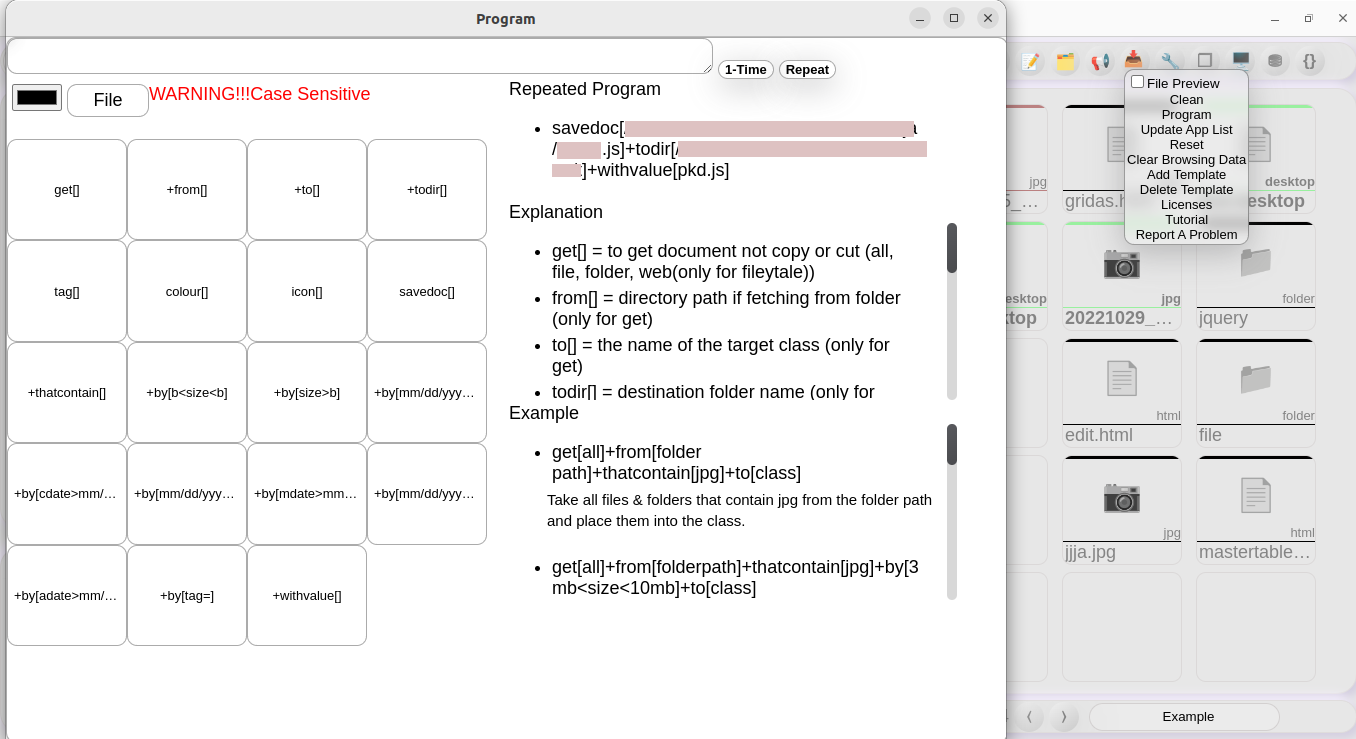 Program
1-Time
Repeat
File
WARNING!!!Case Sensitive
get[]
+from[]
+to[]
+todir[]
tag[]
colour[]
icon[]
savedoc[]
+thatcontain[]
+by[b<size<b]
+by[size>b]
+by[mm/dd/yyy…
+by[cdate>mm/…
+by[mm/dd/yyy…
+by[mdate>mm…
+by[mm/dd/yyy…
+by[adate>mm/…
+by[tag=]
+withvalue[]
Repeated Program
savedoc[
/ .js]+todir[
]+withvalue[pkd.js]
Explanation
get[] = to get document not copy or cut (all,
file, folder, web(only for fileytale))
from[] = directory path if fetching from folder
(only for get)
to[] = the name of the target class (only for
get)
todir[] = destination folder name (only for
Example
get[all]+from[folder
path]+thatcontain[jpg]+to[class]
Take all files & folders that contain jpg from the folder path
and place them into the class.
get[all]+from[folderpath]+thatcontain[jpg]+by[3
mb<size<10mb]+to[class]
{}
File Preview
Clean
Program
Update App List
Reset
Clear Browsing Data
Add Template
Delete Template
Licenses
Tutorial
Report A Problem
jpg
desktop
5_…
gridas.h
esktop
esktop
jpg
folder
ktop
20221029_…
jquery
html
folder
edit.html
file
jpg
html
jjja.jpg
mastertable…
Example